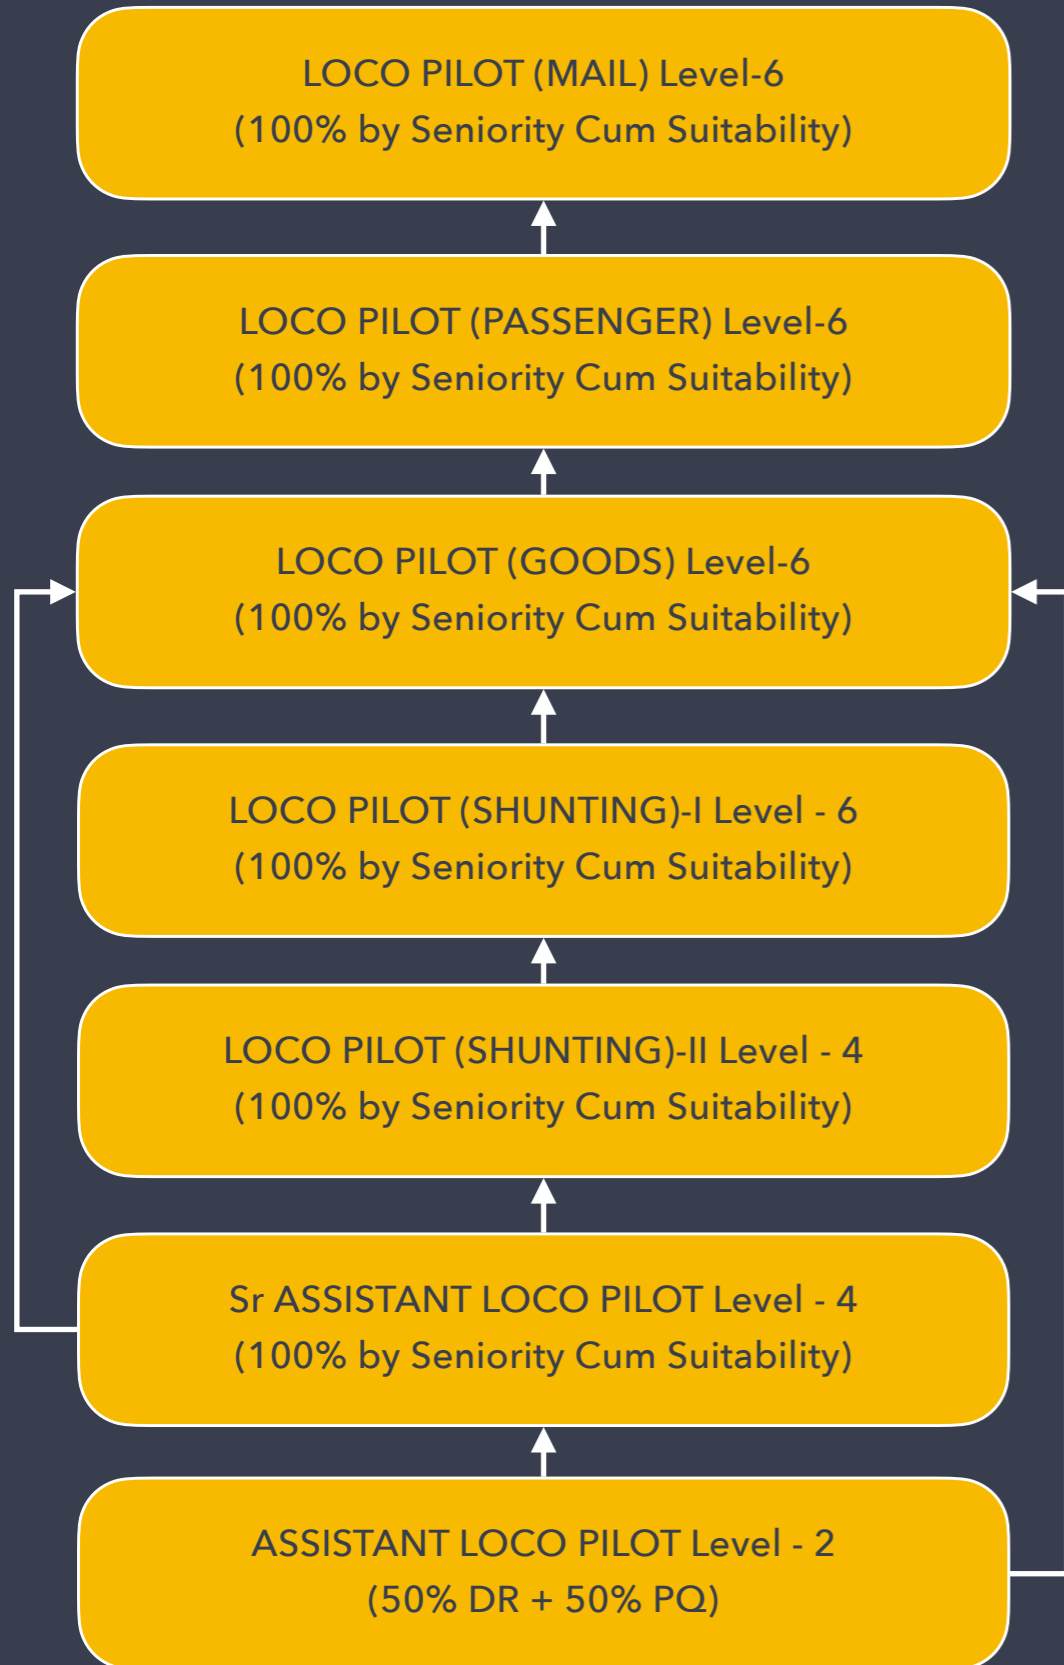 LOCO PILOT (MAIL) Level-6
(100% by Seniority Cum Suitability)
LOCO PILOT (PASSENGER) Level-6
(100% by Seniority Cum Suitability)
LOCO PILOT (GOODS) Level-6
(100% by Seniority Cum Suitability)
LOCO PILOT (SHUNTING)-I Level - 6
(100% by Seniority Cum Suitability)
LOCO PILOT (SHUNTING)-II Level - 4
(100% by Seniority Cum Suitability)
Sr ASSISTANT LOCO PILOT Level - 4
(100% by Seniority Cum Suitability)
ASSISTANT LOCO PILOT Level - 2
(50% DR + 50% PQ)